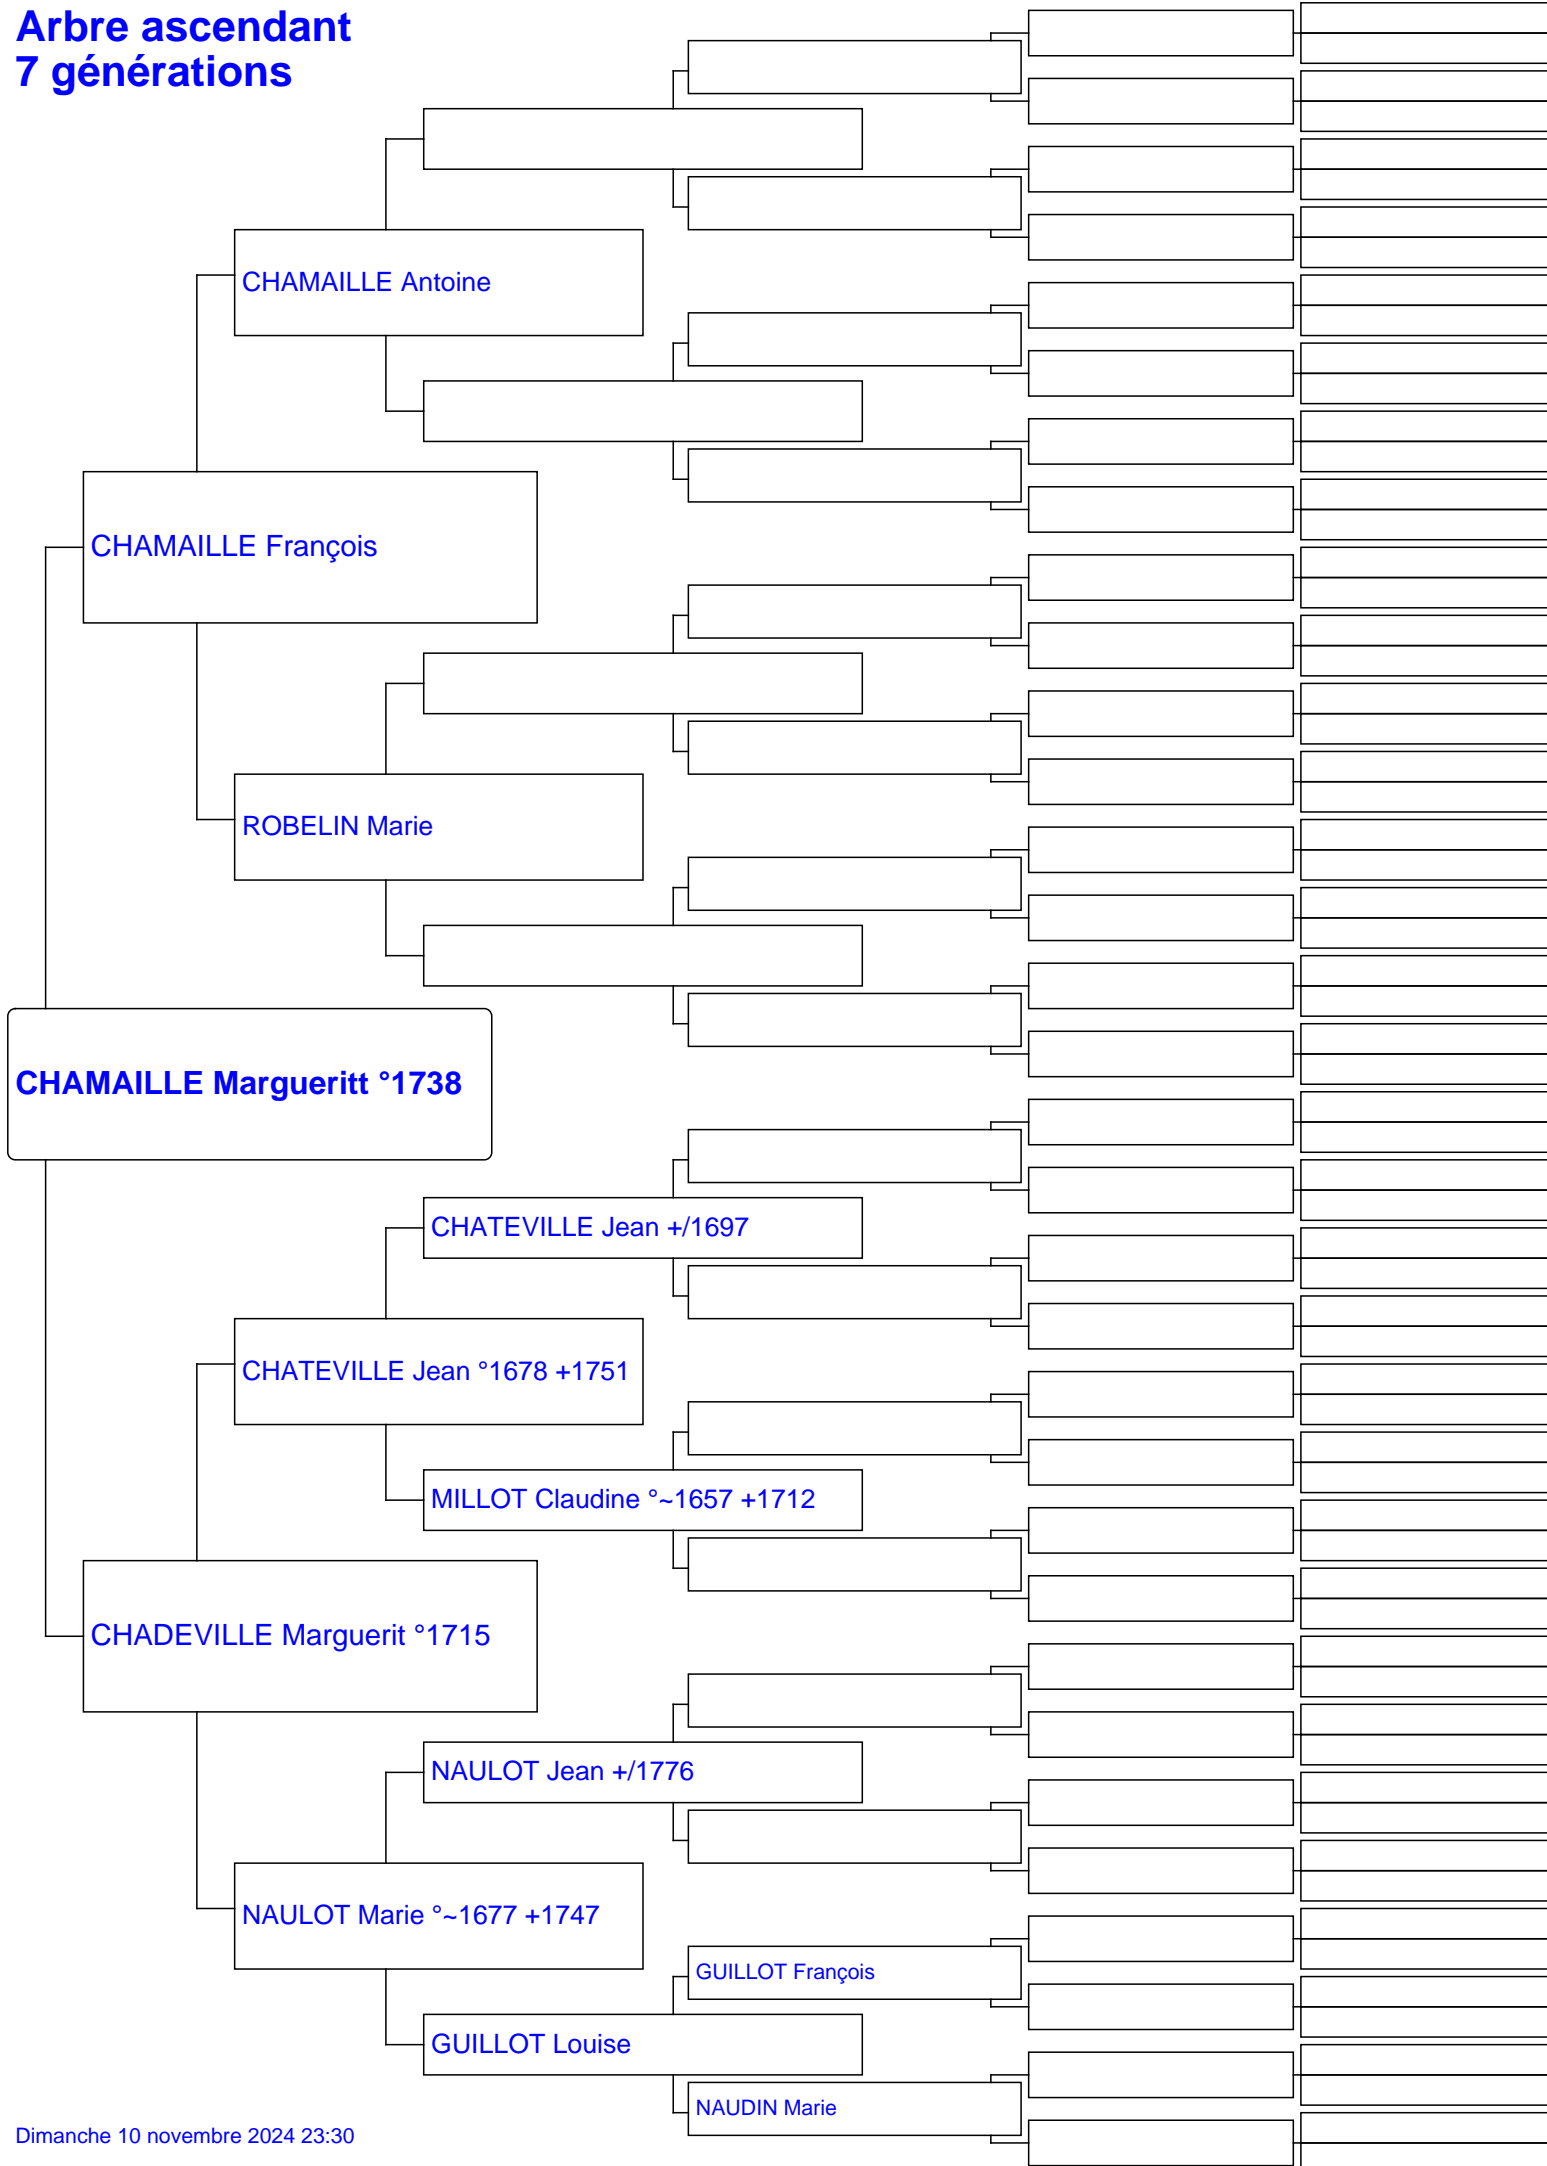 Arbre ascendant
7 générations
CHAMAILLE Antoine
CHAMAILLE François
ROBELIN Marie
CHAMAILLE Margueritt °1738
CHATEVILLE Jean +/1697
CHATEVILLE Jean °1678 +1751
MILLOT Claudine °~1657 +1712
CHADEVILLE Marguerit °1715
NAULOT Jean +/1776
NAULOT Marie °~1677 +1747
GUILLOT François
GUILLOT Louise
NAUDIN Marie
Dimanche 10 novembre 2024 23:30